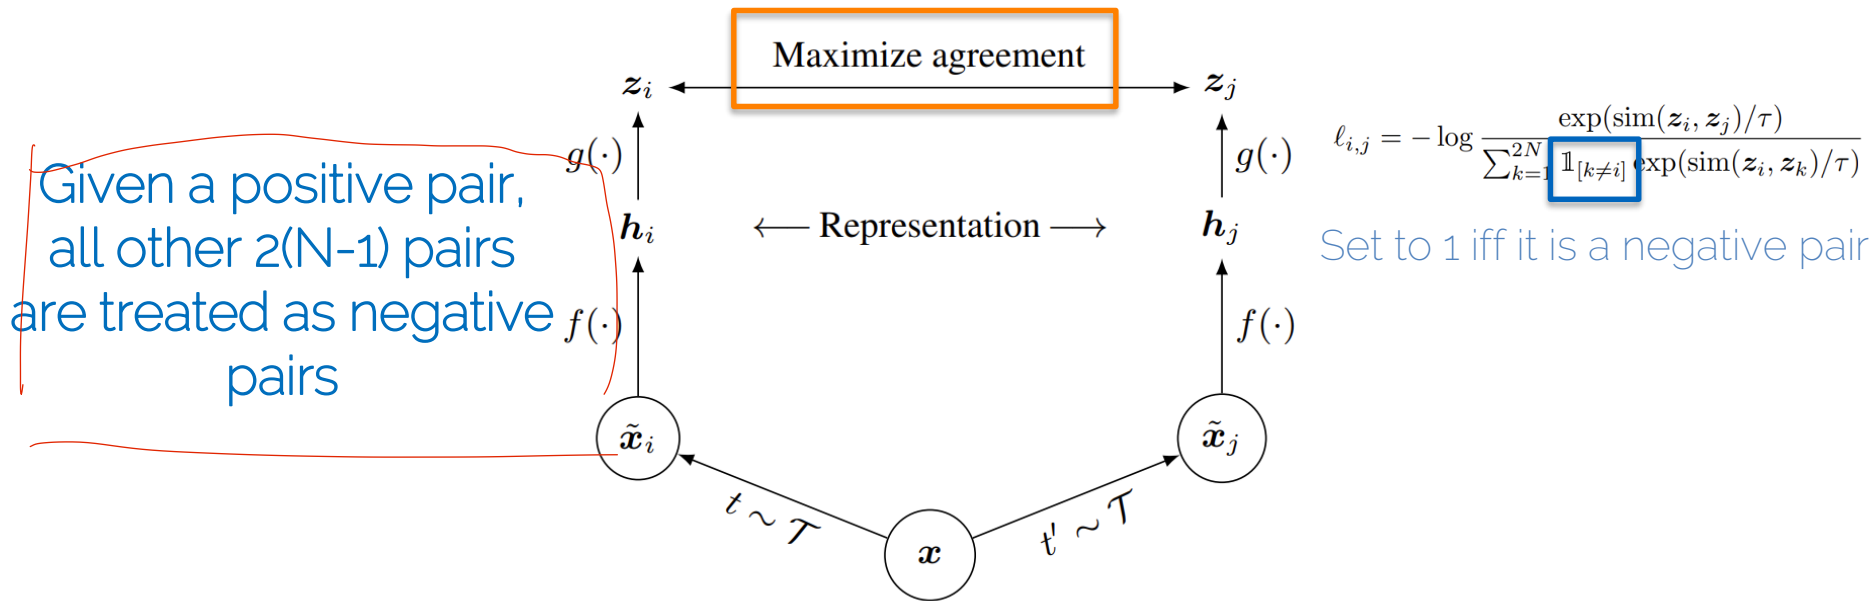 Maximize agreement
z_i z_j
g(·) g(·)
h_i ⟵ Representation ⟶ h_j
f(·) f(·)
x̃_i x̃_j
t ∼ 𝒯 t' ∼ 𝒯
x
Given a positive pair,
all other 2(N-1) pairs
are treated as negative
pairs
ℓ_{i,j} = − log exp(sim(z_i, z_j)/τ) / ∑_{k=1}^{2N} 𝟙_{[k≠i]} exp(sim(z_i, z_k)/τ)
Set to 1 iff it is a negative pair